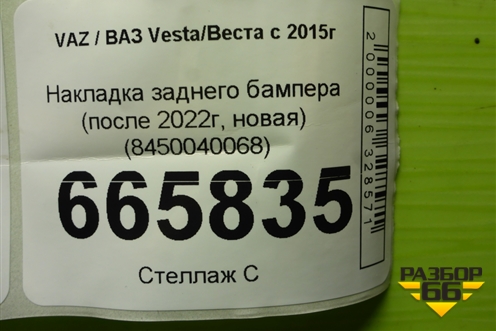 VAZ / ВАЗ Vesta/Веста с 2015г
Накладка заднего бампера
(после 2022г, новая)
(8450040068)
665835
Стеллаж С
2000006328571
РАЗБОР
66